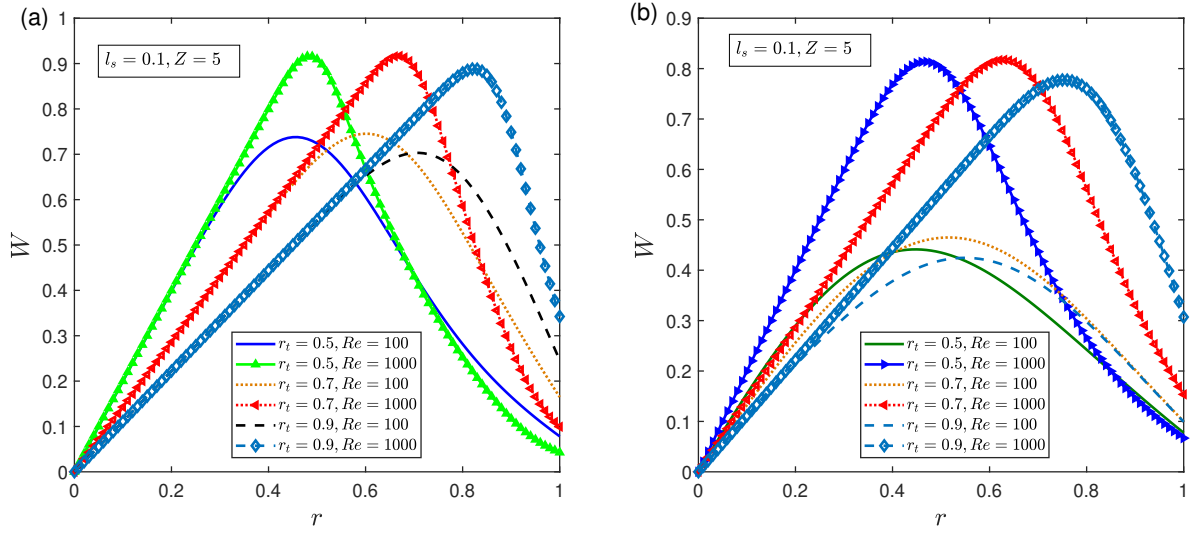 (a)
l_s = 0.1, Z = 5
W
1
0.9
0.8
0.7
0.6
0.5
0.4
0.3
0.2
0.1
0
r_t = 0.5, Re = 100
r_t = 0.5, Re = 1000
r_t = 0.7, Re = 100
r_t = 0.7, Re = 1000
r_t = 0.9, Re = 100
r_t = 0.9, Re = 1000
0 0.2 0.4 0.6 0.8 1
r
(b)
l_s = 0.1, Z = 5
W
0.9
0.8
0.7
0.6
0.5
0.4
0.3
0.2
0.1
0
r_t = 0.5, Re = 100
r_t = 0.5, Re = 1000
r_t = 0.7, Re = 100
r_t = 0.7, Re = 1000
r_t = 0.9, Re = 100
r_t = 0.9, Re = 1000
0 0.2 0.4 0.6 0.8 1
r